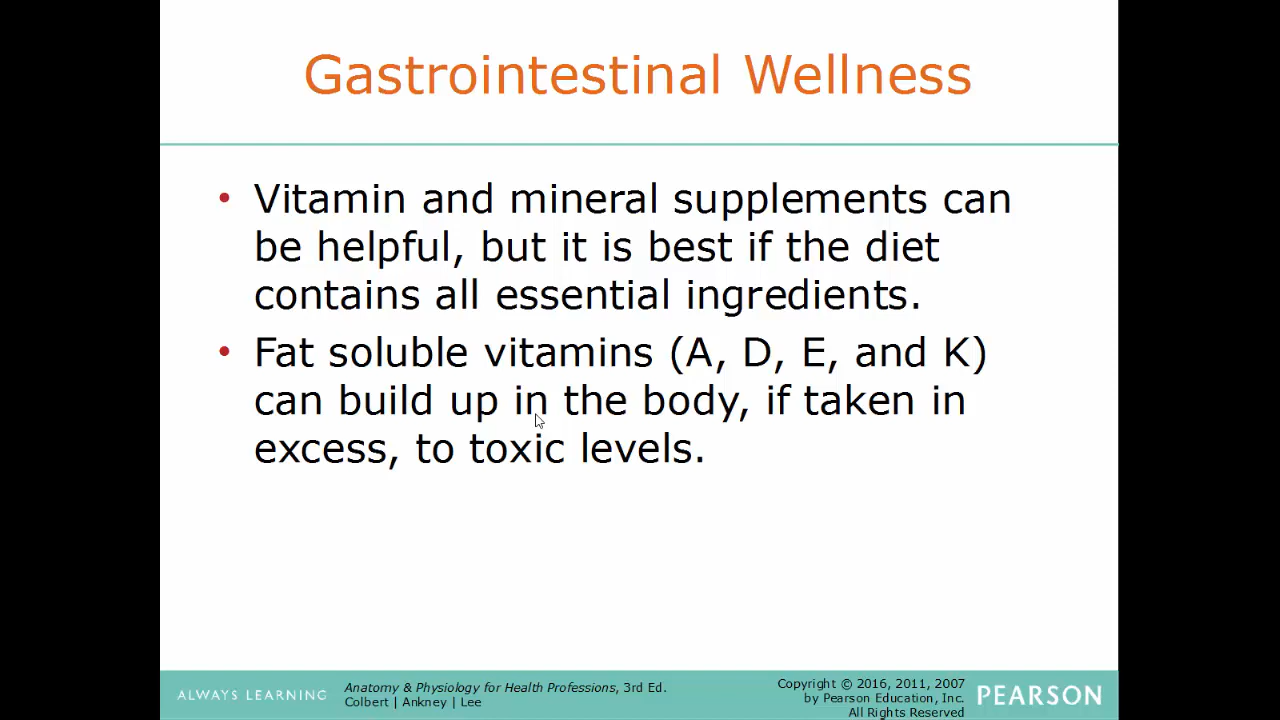 Gastrointestinal Wellness
• Vitamin and mineral supplements can
be helpful, but it is best if the diet
contains all essential ingredients.
• Fat soluble vitamins (A, D, E, and K)
can build up in the body, if taken in
excess, to toxic levels.
ALWAYS LEARNING
Anatomy & Physiology for Health Professions, 3rd Ed.
Colbert | Ankney | Lee
Copyright © 2016, 2011, 2007
by Pearson Education, Inc.
All Rights Reserved
PEARSON